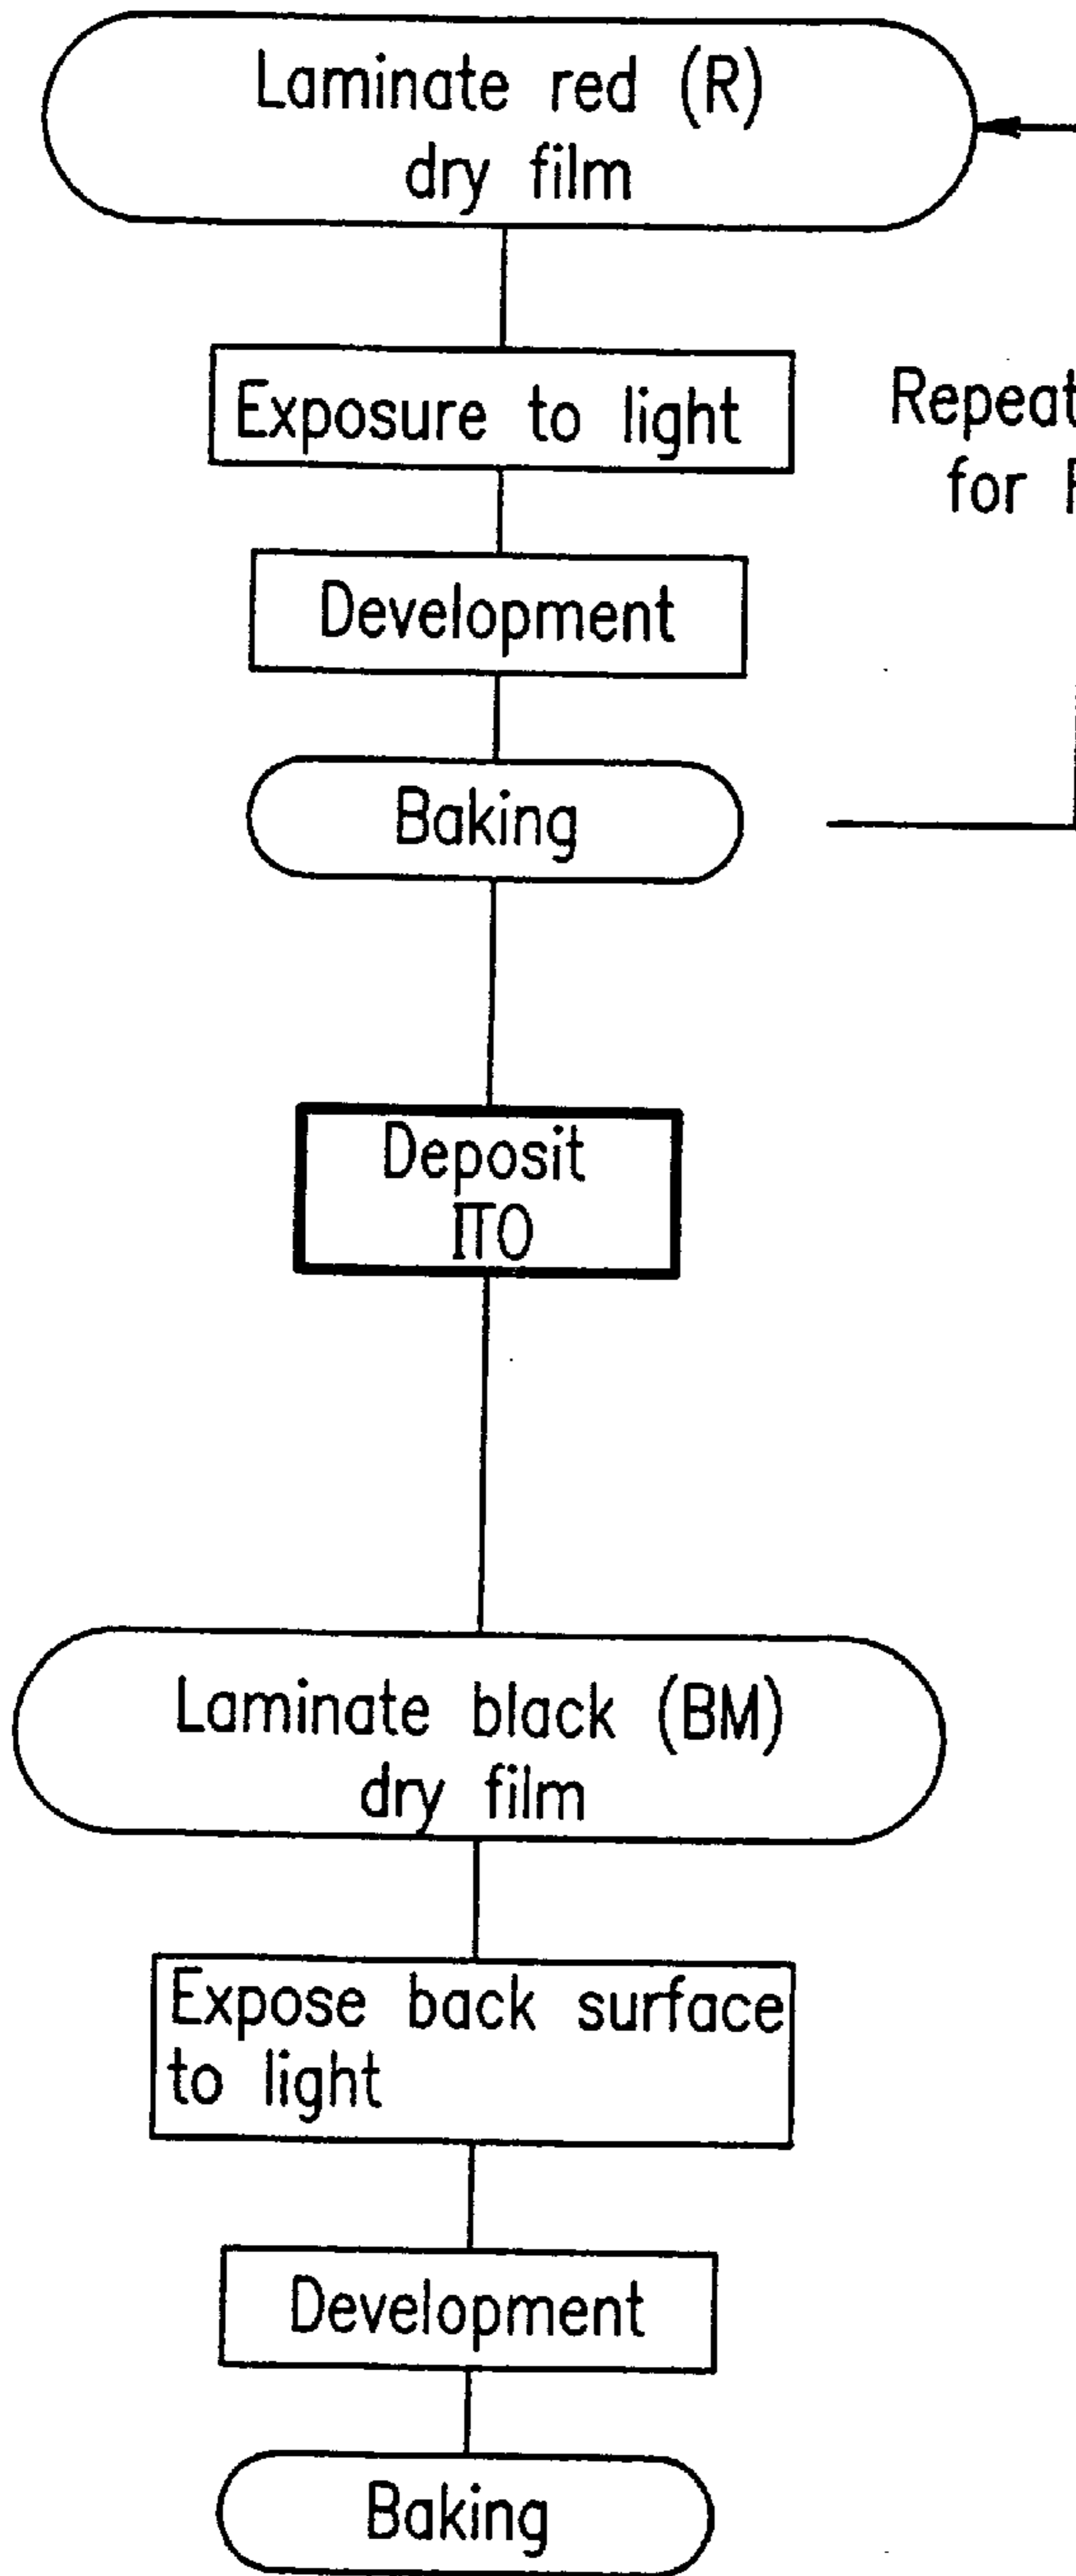 Laminate red (R)
dry film
Exposure to light
Repeat
for
Development
Baking
Deposit
ITO
Laminate black (BM)
dry film
Expose back surface
to light
Development
Baking